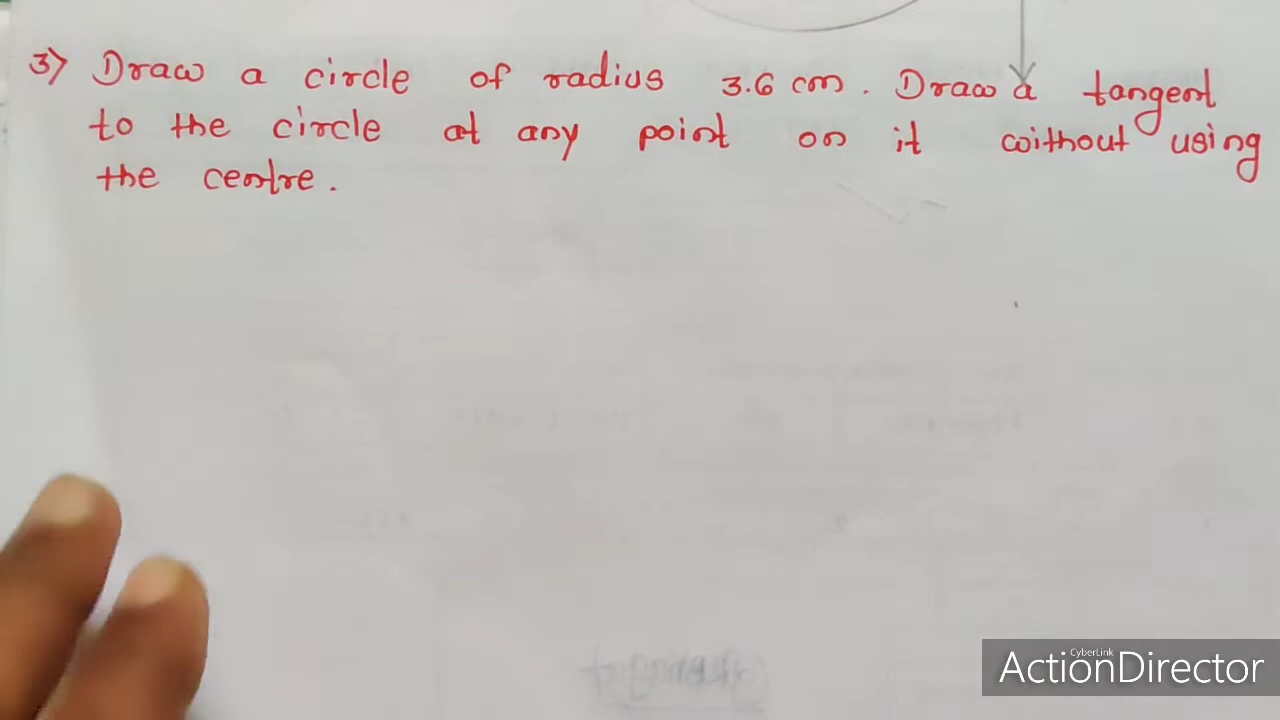 3) Draw a circle of radius 3.6 cm. Draw a tangent
to the circle at any point on it without using
the centre.
CyberLink
ActionDirector